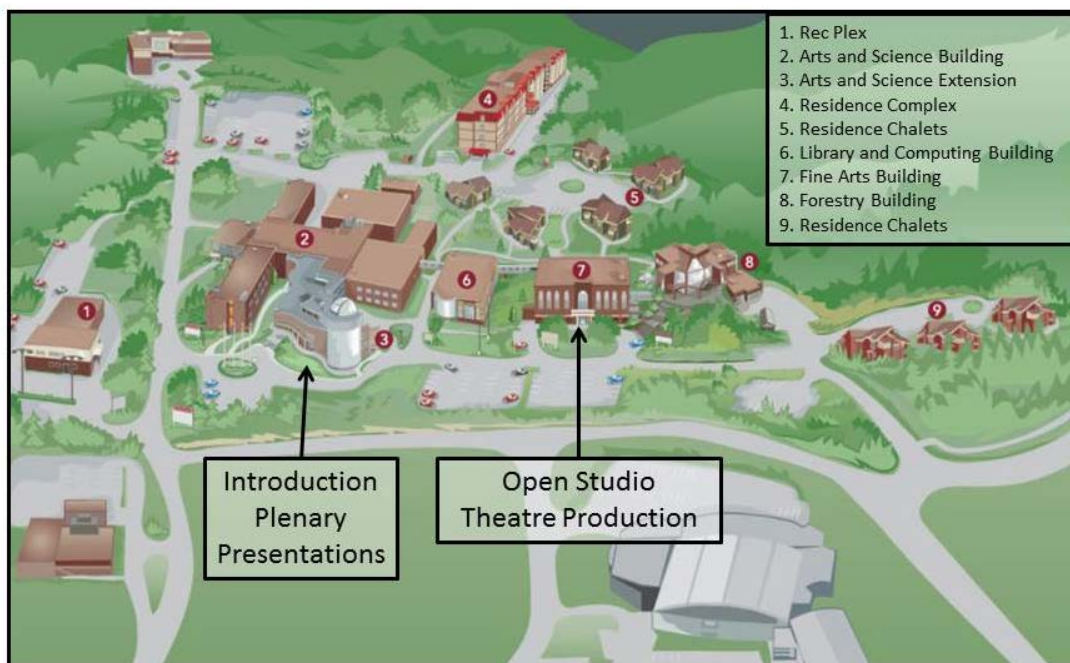 1. Rec Plex
2. Arts and Science Building
3. Arts and Science Extension
4. Residence Complex
5. Residence Chalets
6. Library and Computing Building
7. Fine Arts Building
8. Forestry Building
9. Residence Chalets
4
5
2
7
8
6
1
3
9
Introduction
Plenary
Presentations
Open Studio
Theatre Production